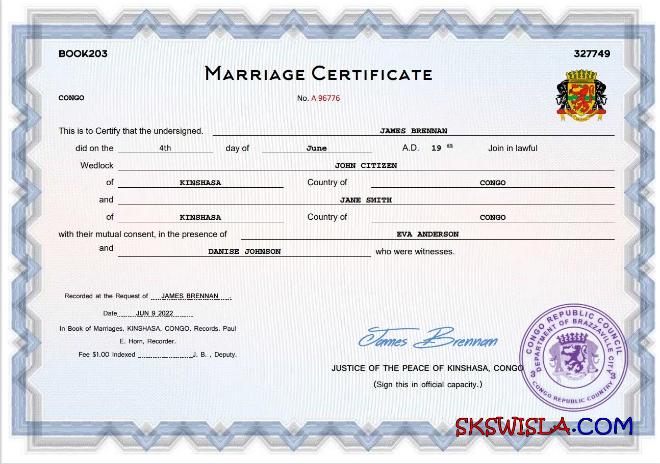 BOOK203 327749
MARRIAGE CERTIFICATE
CONGO No. A 96776
This is to Certify that the undersigned. JAMES BRENNAN
did on the 4th day of June A.D. 19 Join in lawful
Wedlock JOHN CITIZEN
of KINSHASA Country of CONGO
and JANE SMITH
of KINSHASA Country of CONGO
with their mutual consent, in the presence of EVA ANDERSON
and DANISE JOHNSON who were witnesses.
Recorded at the Request of JAMES BRENNAN
Date JUN 9 2022
In Book of Marriages, KINSHASA, CONGO, Records, Paul
E. Horn, Recorder.
Fee $1.00 Indexed J. B. , Deputy.
James Brennan
JUSTICE OF THE PEACE OF KINSHASA, CONGO
(Sign this in official capacity.)
CONGO REPUBLIC COUNCIL
DEPARTMENT OF BRAZZAVILLE CITY
CONGO REPUBLIC COUNTRY
SKSWISLA.COM